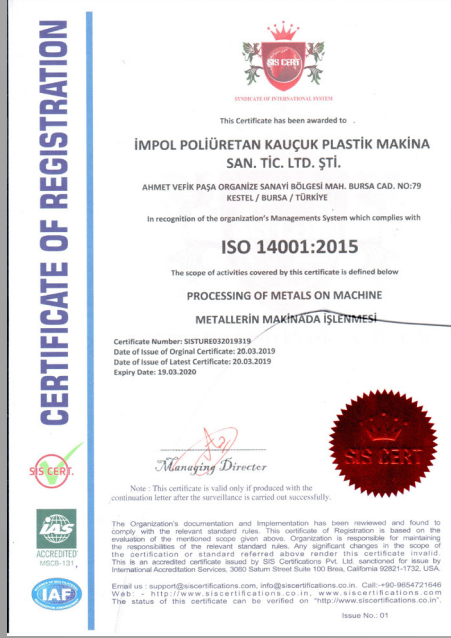 CERTIFICATE OF REGISTRATION
SIS CERT
SYNDICATE OF INTERNATIONAL SYSTEM
This Certificate has been awarded to
İMPOL POLİÜRETAN KAUÇUK PLASTİK MAKİNA
SAN. TİC. LTD. ŞTİ.
AHMET VEFİK PAŞA ORGANİZE SANAYİ BÖLGESİ MAH. BURSA CAD. NO:79
KESTEL / BURSA / TÜRKİYE
In recognition of the organization's Managements System which complies with
ISO 14001:2015
The scope of activities covered by this certificate is defined below
PROCESSING OF METALS ON MACHINE
METALLERİN MAKİNADA İŞLENMESİ
Certificate Number: SISTURE032019319
Date of Issue of Orginal Certificate: 20.03.2019
Date of Issue of Latest Certificate: 20.03.2019
Expiry Date: 19.03.2020
Managing Director
SIS CERT
Note : This certificate is valid only if produced with the
continuation letter after the surveillance is carried out successfully.
SIS CERT.
IAS
ACCREDITED
MSCB-131
IAF
The Organization's documentation and Implementation has been rewiewed and found to
comply with the relevant standard rules. This certificate of Registration is based on the
evaluation of the mentioned scope given above. Organization is responsible for maintaining
the responsibilities of the relevant standard rules. Any significant changes in the scope of
the certification or standard referred above render this certificate invalid.
This is an accredited certificate issued by SIS Certifications Pvt. Ltd. sanctioned for issue by
International Accreditation Services, 3060 Saturn Street Suite 100 Brea, California 92821-1732, USA.
Email us : support@siscertifications.com, info@siscertifications.co.in. Call:-+90-9654721646
Web: - http://www.siscertifications.co.in, www.siscertifications.com
The status of this certificate can be verified on "http://www.siscertifications.co.in".
Issue No.: 01